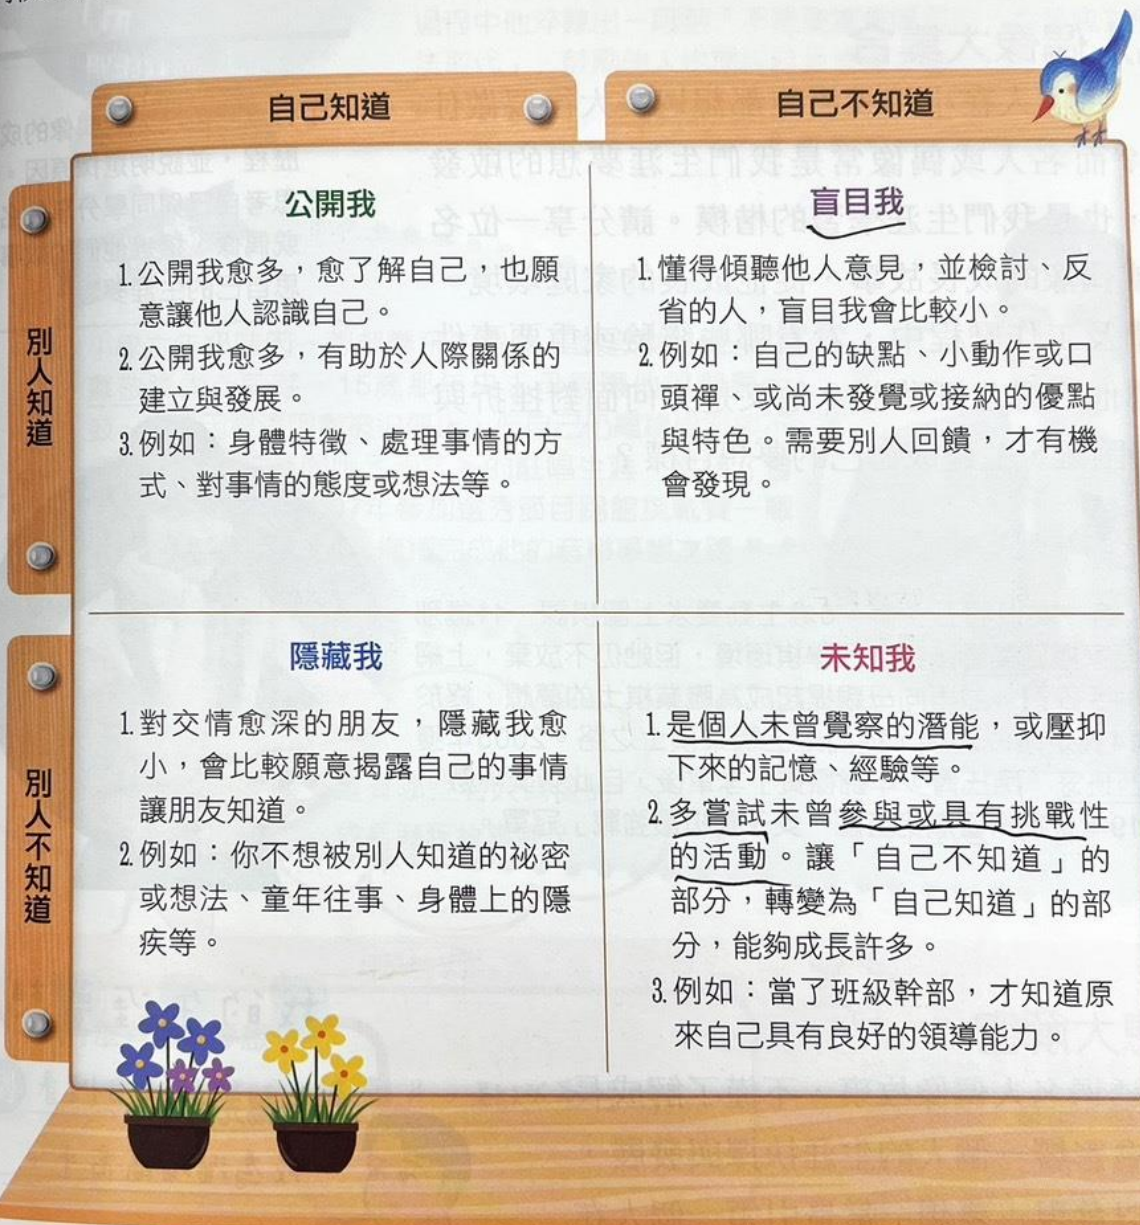 自己知道
自己不知道
別人知道
公開我
1.公開我愈多，愈了解自己，也願
意讓他人認識自己。
2.公開我愈多，有助於人際關係的
建立與發展。
3.例如：身體特徵、處理事情的方
式、對事情的態度或想法等。
盲目我
1.懂得傾聽他人意見，並檢討、反
省的人，盲目我會比較小。
2.例如：自己的缺點、小動作或口
頭禪、或尚未發覺或接納的優點
與特色。需要別人回饋，才有機
會發現。
別人不知道
隱藏我
1.對交情愈深的朋友，隱藏我愈
小，會比較願意揭露自己的事情
讓朋友知道。
2.例如：你不想被別人知道的祕密
或想法、童年往事、身體上的隱
疾等。
未知我
1.是個人未曾覺察的潛能，或壓抑
下來的記憶、經驗等。
2.多嘗試未曾參與或具有挑戰性
的活動。讓「自己不知道」的
部分，轉變為「自己知道」的部
分，能夠成長許多。
3.例如：當了班級幹部，才知道原
來自己具有良好的領導能力。